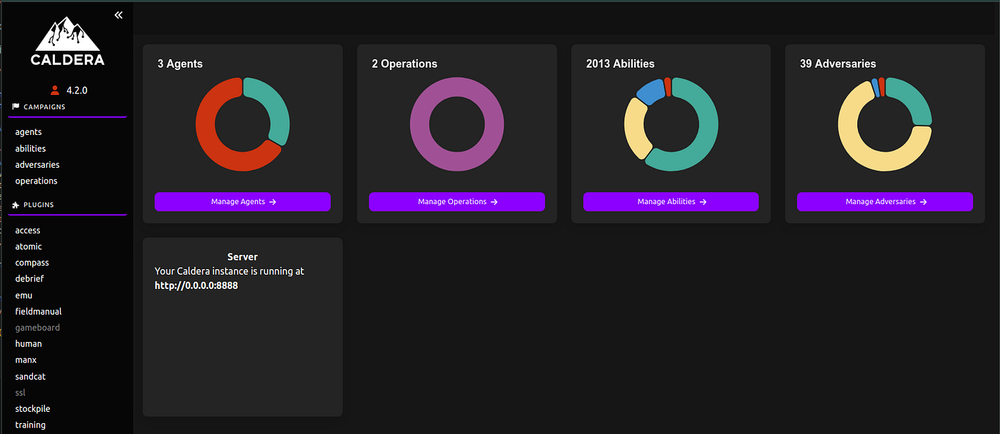 CALDERA
4.2.0
CAMPAIGNS
agents
abilities
adversaries
operations
PLUGINS
access
atomic
compass
debrief
emu
fieldmanual
gameboard
human
manx
sandcat
ssl
stockpile
training
3 Agents
Manage Agents →
2 Operations
Manage Operations →
2013 Abilities
Manage Abilities →
39 Adversaries
Manage Adversaries →
Server
Your Caldera instance is running at
http://0.0.0.0:8888